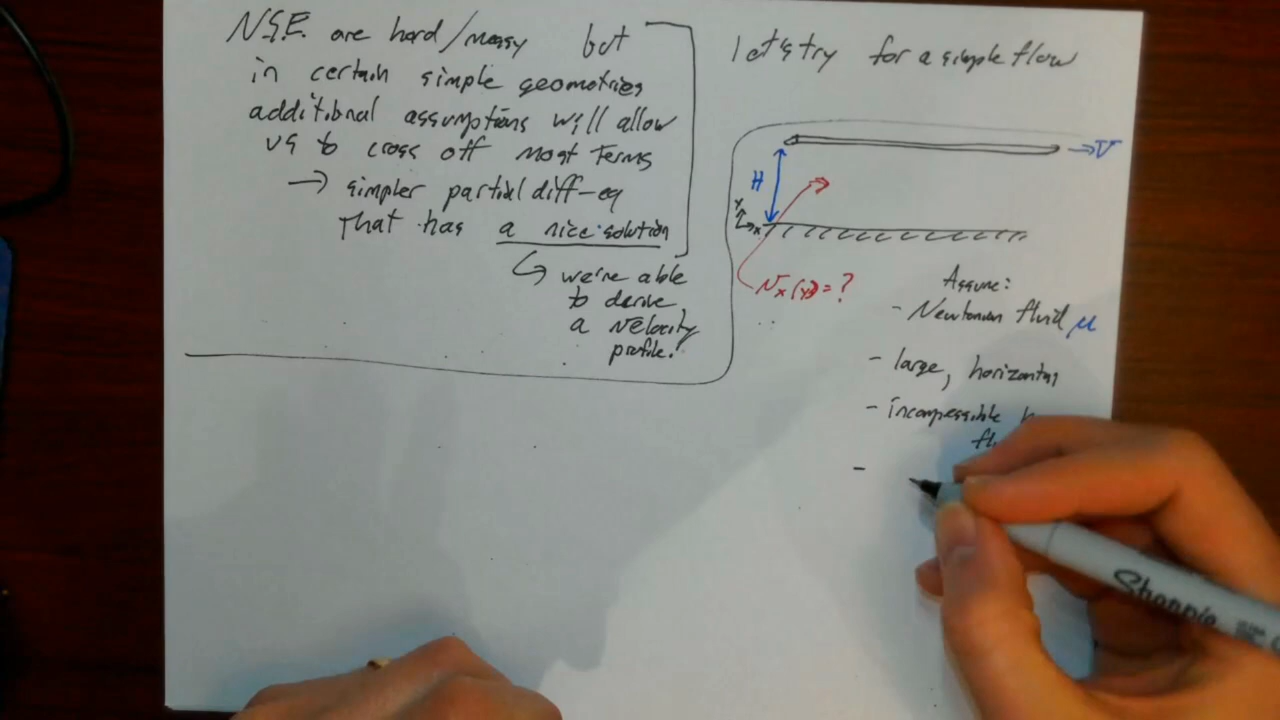 N.S.E. are hard/messy but
in certain simple geometries
additional assumptions will allow
us to cross off most terms
→ simpler partial diff-eq
that has a nice solution
↳ we're able
to derive
a velocity
profile!
let's try for a simple flow
→V
H
y
x
Vx(y)=?
Assume:
- Newtonian fluid μ
- large, horizontal
- incompressible
-
Sharpie